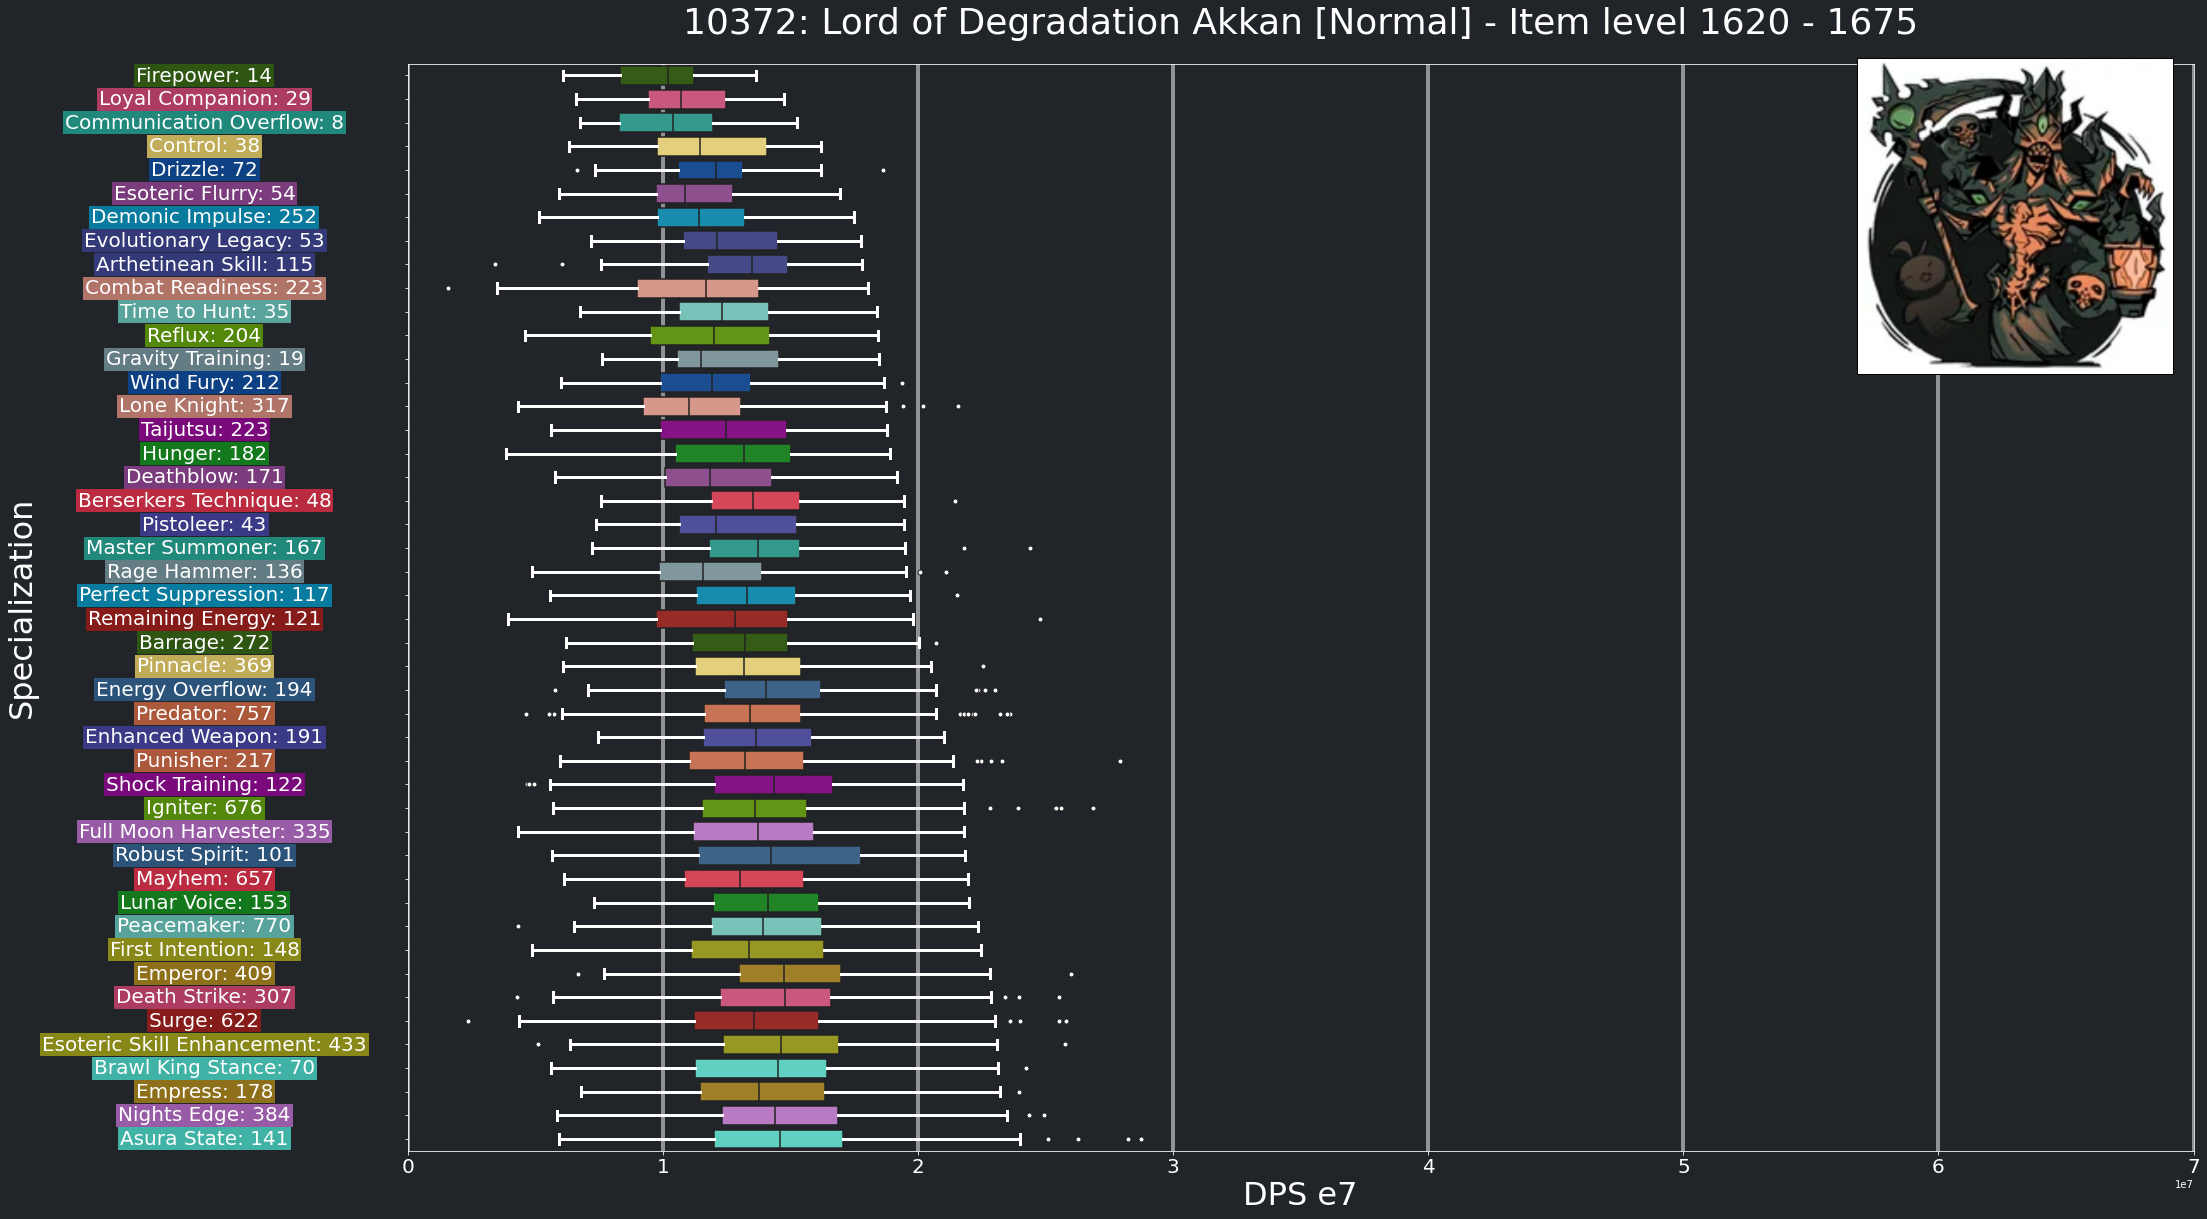 10372: Lord of Degradation Akkan [Normal] - Item level 1620 - 1675
Specialization
Firepower: 14
Loyal Companion: 29
Communication Overflow: 8
Control: 38
Drizzle: 72
Esoteric Flurry: 54
Demonic Impulse: 252
Evolutionary Legacy: 53
Arthetinean Skill: 115
Combat Readiness: 223
Time to Hunt: 35
Reflux: 204
Gravity Training: 19
Wind Fury: 212
Lone Knight: 317
Taijutsu: 223
Hunger: 182
Deathblow: 171
Berserkers Technique: 48
Pistoleer: 43
Master Summoner: 167
Rage Hammer: 136
Perfect Suppression: 117
Remaining Energy: 121
Barrage: 272
Pinnacle: 369
Energy Overflow: 194
Predator: 757
Enhanced Weapon: 191
Punisher: 217
Shock Training: 122
Igniter: 676
Full Moon Harvester: 335
Robust Spirit: 101
Mayhem: 657
Lunar Voice: 153
Peacemaker: 770
First Intention: 148
Emperor: 409
Death Strike: 307
Surge: 622
Esoteric Skill Enhancement: 433
Brawl King Stance: 70
Empress: 178
Nights Edge: 384
Asura State: 141
0 1 2 3 4 5 6 7
1e7
DPS e7